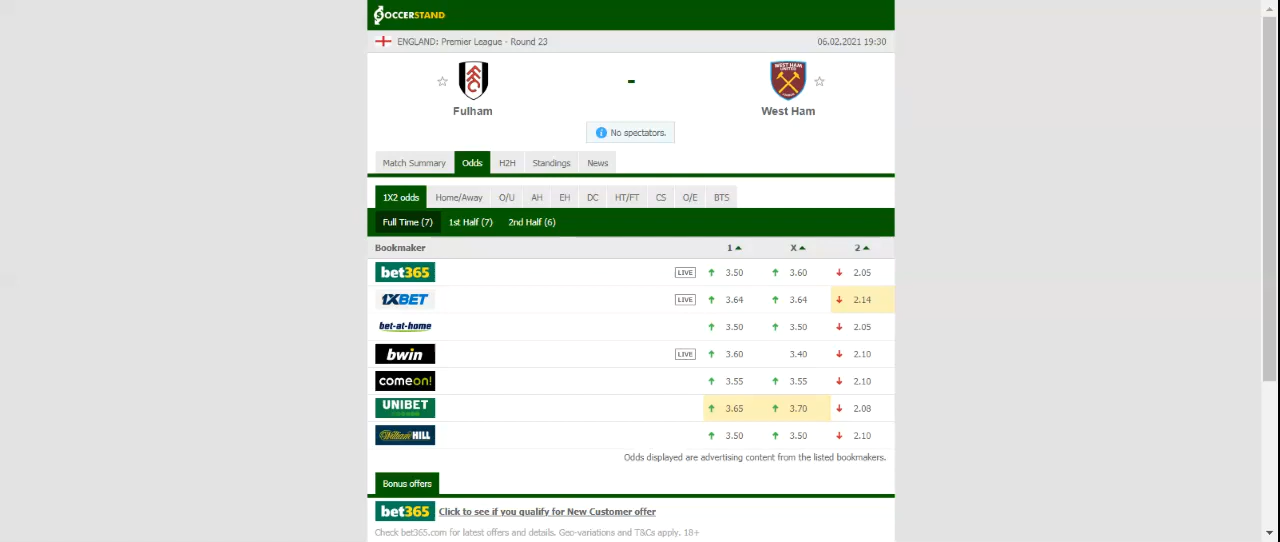 SOCCERSTAND
ENGLAND: Premier League - Round 23 06.02.2021 19:30
WEST HAM UNITED
-
Fulham West Ham
No spectators.
Match Summary Odds H2H Standings News
1X2 odds Home/Away O/U AH EH DC HT/FT CS O/E BTS
Full Time (7) 1st Half (7) 2nd Half (6)
Bookmaker 1 X 2
bet365 LIVE 3.50 3.60 2.05
1XBET LIVE 3.64 3.64 2.14
bet-at-home 3.50 3.50 2.05
bwin LIVE 3.60 3.40 2.10
comeon! 3.55 3.55 2.10
UNIBET 3.65 3.70 2.08
William HILL 3.50 3.50 2.10
Odds displayed are advertising content from the listed bookmakers.
Bonus offers
bet365 Click to see if you qualify for New Customer offer
Check bet365.com for latest offers and details. Geo-variations and T&Cs apply. 18+